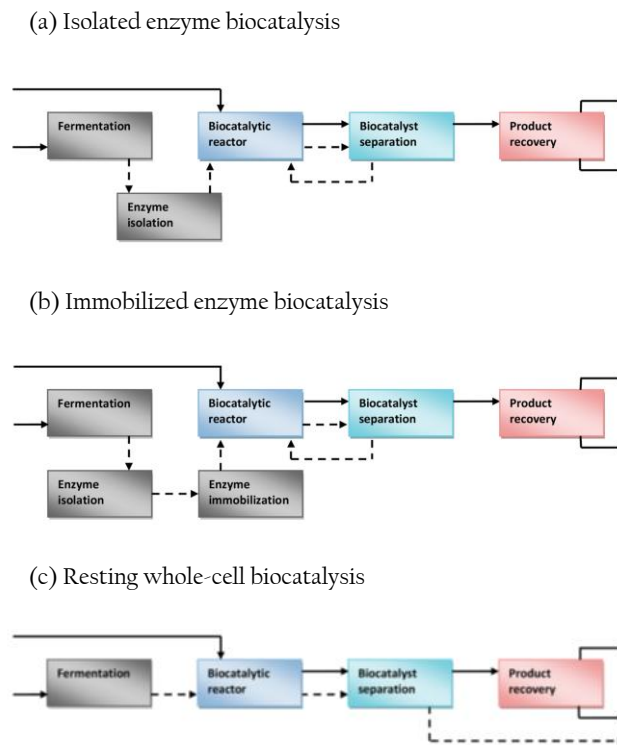 (a) Isolated enzyme biocatalysis
Fermentation
Biocatalytic
reactor
Biocatalyst
separation
Product
recovery
Enzyme
isolation
(b) Immobilized enzyme biocatalysis
Fermentation
Biocatalytic
reactor
Biocatalyst
separation
Product
recovery
Enzyme
isolation
Enzyme
immobilization
(c) Resting whole-cell biocatalysis
Fermentation
Biocatalytic
reactor
Biocatalyst
separation
Product
recovery